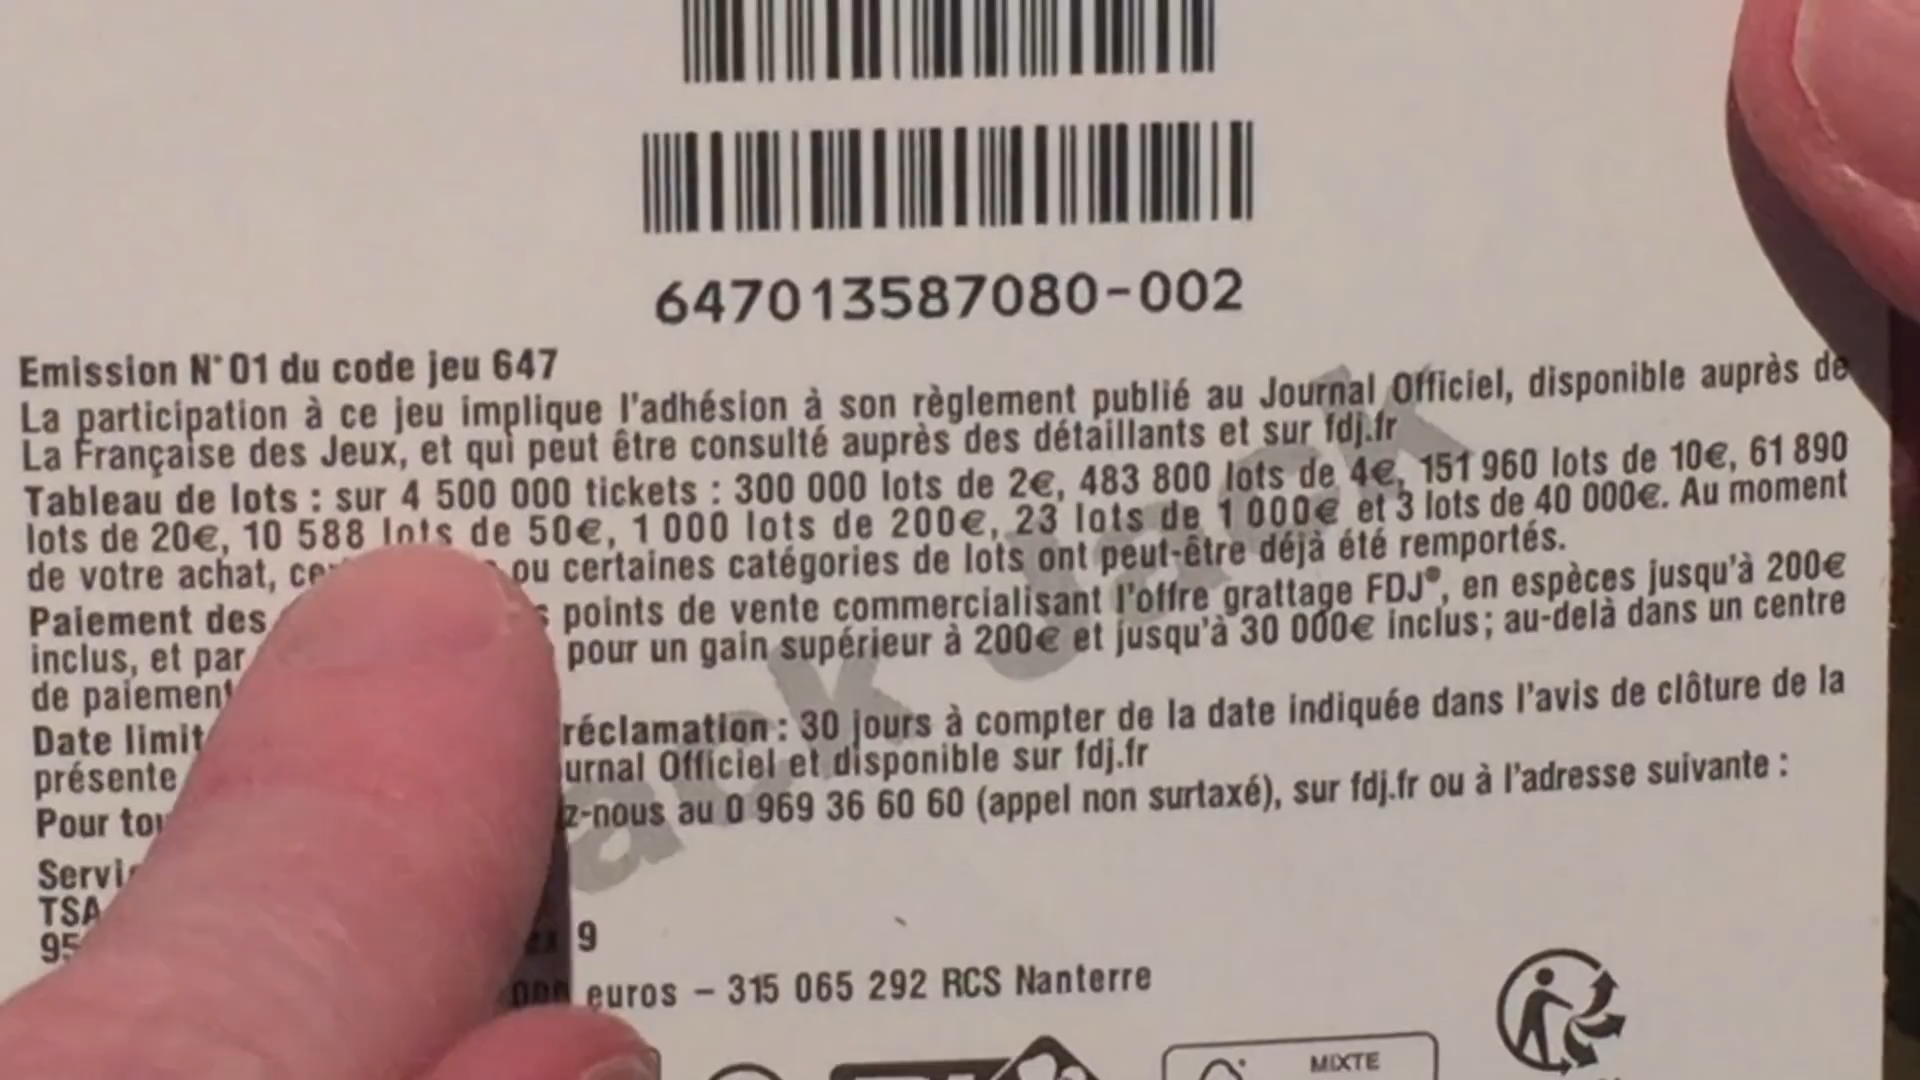 647013587080-002
Emission N°01 du code jeu 647
La participation à ce jeu implique l'adhésion à son règlement publié au Journal Officiel, disponible auprès de
La Française des Jeux, et qui peut être consulté auprès des détaillants et sur fdj.fr
Tableau de lots : sur 4 500 000 tickets : 300 000 lots de 2€, 483 800 lots de 4€, 151 960 lots de 10€, 61 890
lots de 20€, 10 588 lots de 50€, 1 000 lots de 200€, 23 lots de 1 000€ et 3 lots de 40 000€. Au moment
de votre achat, ou certaines catégories de lots ont peut-être déjà été remportés.
Paiement des points de vente commercialisant l'offre grattage FDJ®, en espèces jusqu'à 200€
inclus, et par pour un gain supérieur à 200€ et jusqu'à 30 000€ inclus; au-delà dans un centre
de paiement
Date réclamation : 30 jours à compter de la date indiquée dans l'avis de clôture de la
présente Officiel et disponible sur fdj.fr
Pour au 0 969 36 60 60 (appel non surtaxé), sur fdj.fr ou à l'adresse suivante :
TSA
9
euros – 315 065 292 RCS Nanterre
MIXTE